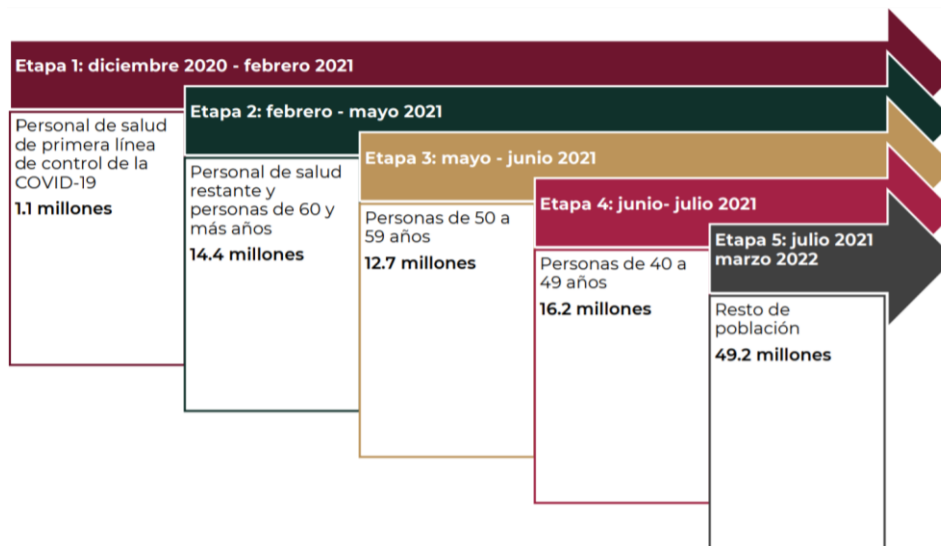 Etapa 1: diciembre 2020 - febrero 2021
Personal de salud
de primera línea
de control de la
COVID-19
1.1 millones
Etapa 2: febrero - mayo 2021
Personal de salud
restante y
personas de 60 y
más años
14.4 millones
Etapa 3: mayo - junio 2021
Personas de 50 a
59 años
12.7 millones
Etapa 4: junio- julio 2021
Personas de 40 a
49 años
16.2 millones
Etapa 5: julio 2021
marzo 2022
Resto de
población
49.2 millones